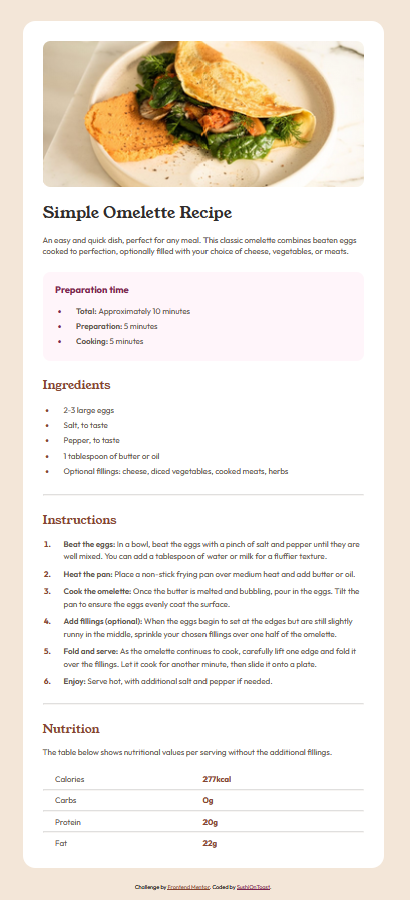 Simple Omelette Recipe
An easy and quick dish, perfect for any meal. This classic omelette combines beaten eggs
cooked to perfection, optionally filled with your choice of cheese, vegetables, or meats.
Preparation time
• Total: Approximately 10 minutes
• Preparation: 5 minutes
• Cooking: 5 minutes
Ingredients
• 2-3 large eggs
• Salt, to taste
• Pepper, to taste
• 1 tablespoon of butter or oil
• Optional fillings: cheese, diced vegetables, cooked meats, herbs
Instructions
1. Beat the eggs: In a bowl, beat the eggs with a pinch of salt and pepper until they are
well mixed. You can add a tablespoon of water or milk for a fluffier texture.
2. Heat the pan: Place a non-stick frying pan over medium heat and add butter or oil.
3. Cook the omelette: Once the butter is melted and bubbling, pour in the eggs. Tilt the
pan to ensure the eggs evenly coat the surface.
4. Add fillings (optional): When the eggs begin to set at the edges but are still slightly
runny in the middle, sprinkle your chosen fillings over one half of the omelette.
5. Fold and serve: As the omelette continues to cook, carefully lift one edge and fold it
over the fillings. Let it cook for another minute, then slide it onto a plate.
6. Enjoy: Serve hot, with additional salt and pepper if needed.
Nutrition
The table below shows nutritional values per serving without the additional fillings.
Calories 277kcal
Carbs 0g
Protein 20g
Fat 22g
Challenge by Frontend Mentor. Coded by SushiOnToast.